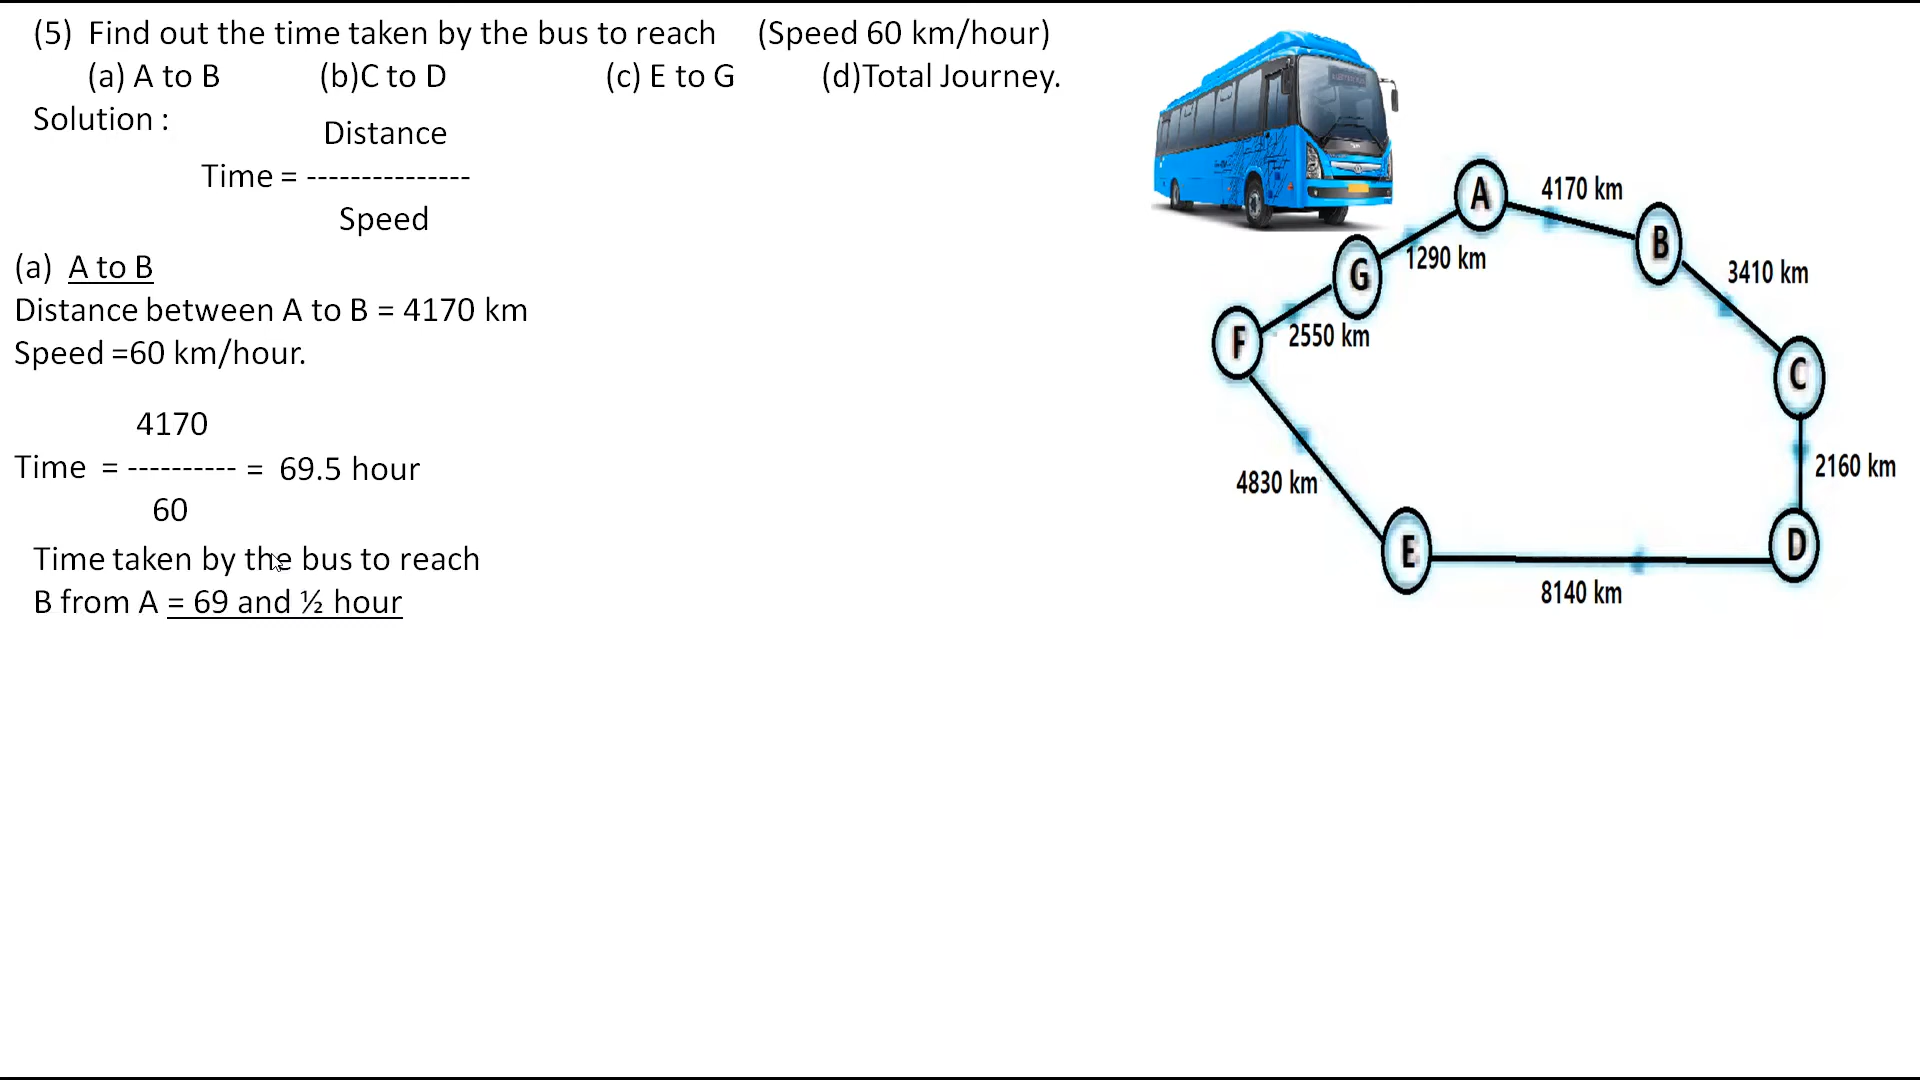 (5) Find out the time taken by the bus to reach (Speed 60 km/hour)
(a) A to B (b)C to D (c) E to G (d)Total Journey.
Solution :
Distance
Time = ---------------
Speed
(a) A to B
Distance between A to B = 4170 km
Speed =60 km/hour.
4170
Time = ---------- = 69.5 hour
60
Time taken by the bus to reach
B from A = 69 and ½ hour
A
4170 km
B
3410 km
C
2160 km
D
8140 km
E
4830 km
F
2550 km
G
1290 km